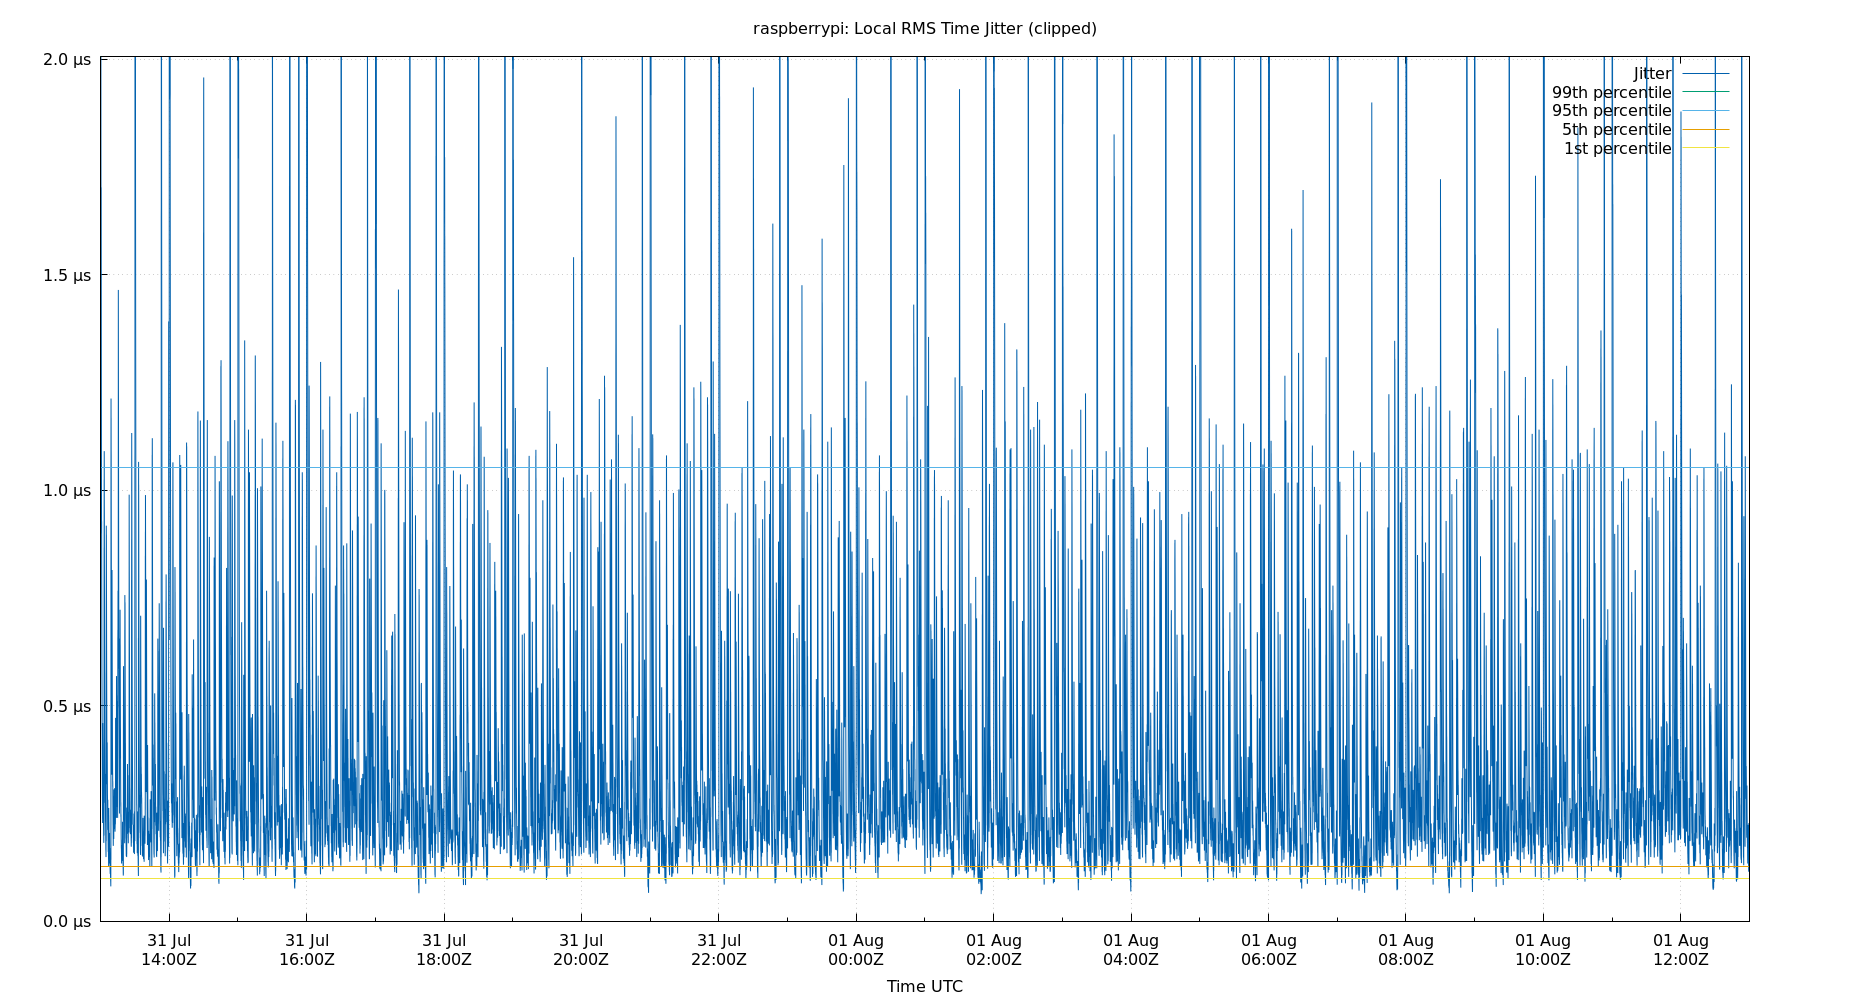 raspberrypi: Local RMS Time Jitter (clipped)
2.0 µs
1.5 µs
1.0 µs
0.5 µs
0.0 µs
Jitter
99th percentile
95th percentile
5th percentile
1st percentile
31 Jul 31 Jul 31 Jul 31 Jul 31 Jul 01 Aug 01 Aug 01 Aug 01 Aug 01 Aug 01 Aug 01 Aug
14:00Z 16:00Z 18:00Z 20:00Z 22:00Z 00:00Z 02:00Z 04:00Z 06:00Z 08:00Z 10:00Z 12:00Z
Time UTC